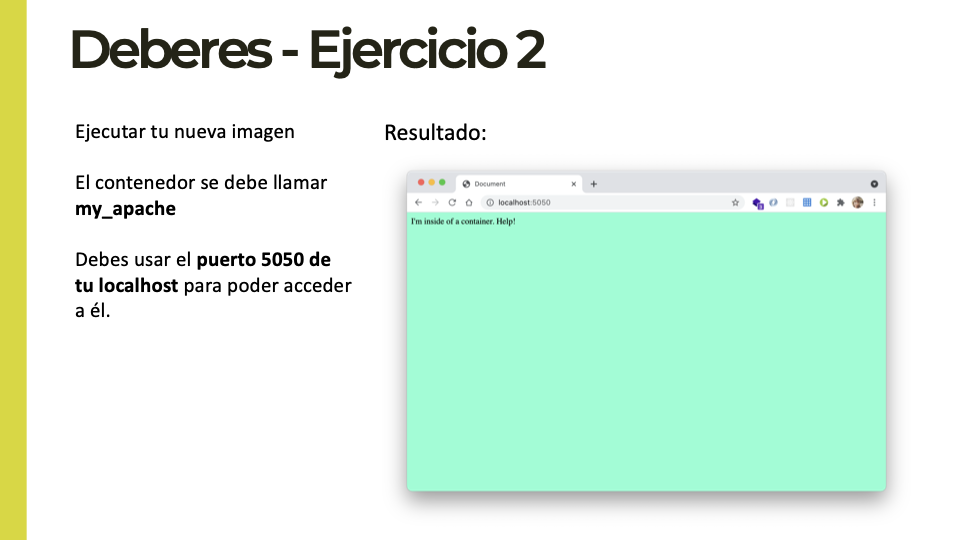 Deberes - Ejercicio 2
Ejecutar tu nueva imagen
El contenedor se debe llamar
my_apache
Debes usar el puerto 5050 de
tu localhost para poder acceder
a él.
Resultado:
Document
localhost:5050
I'm inside of a container. Help!